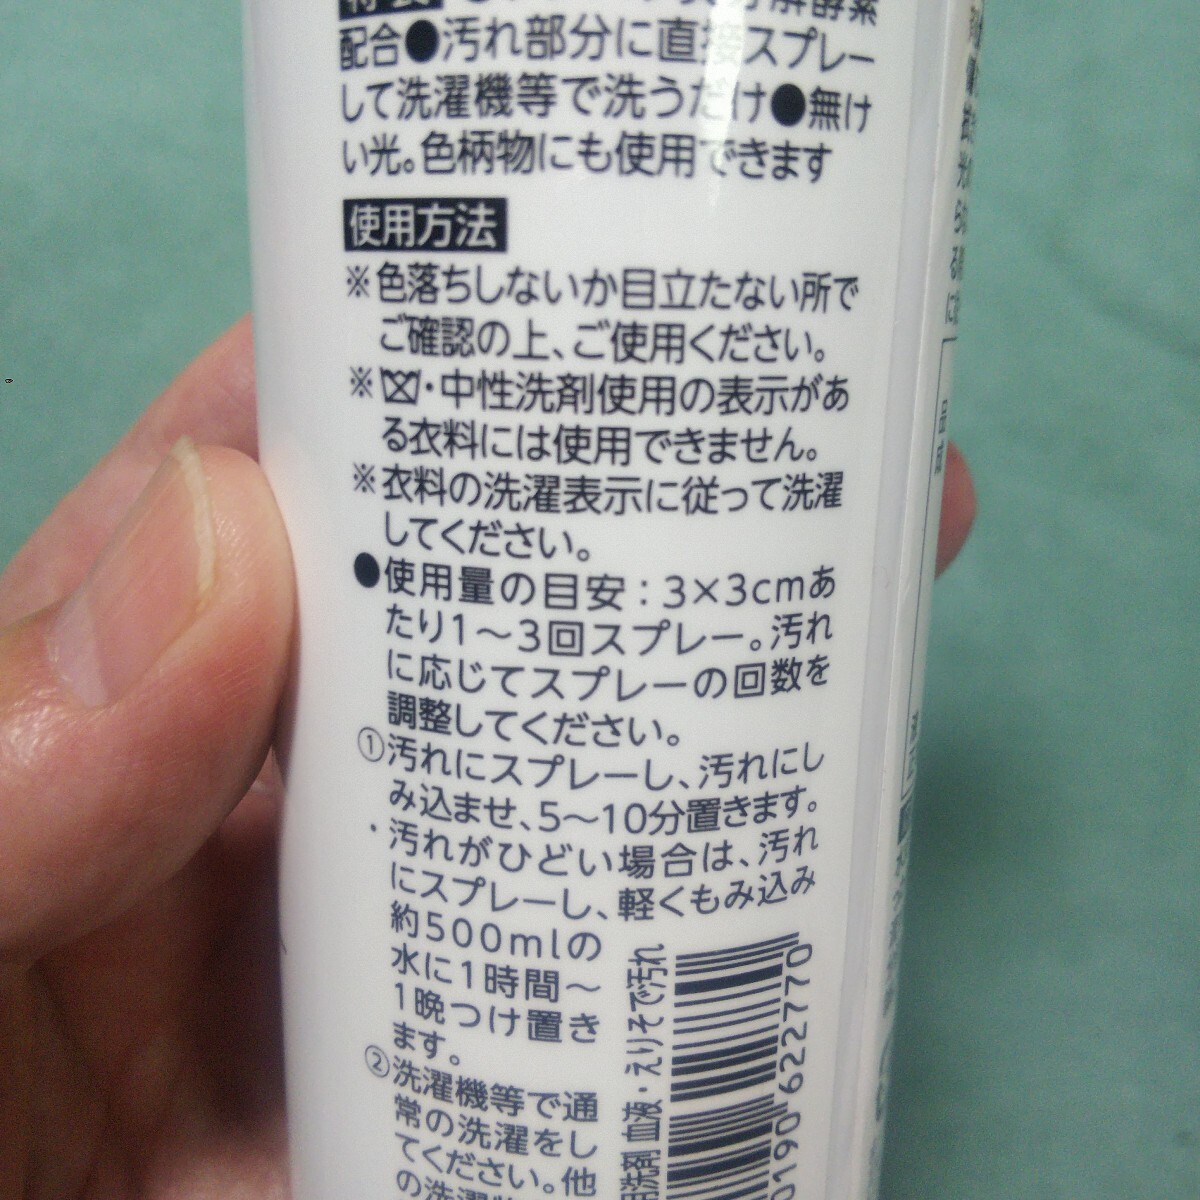 解酵素
配合●汚れ部分に直接スプレー
して洗濯機等で洗うだけ●無け
い光。色柄物にも使用できます
使用方法
※色落ちしないか目立たない所で
ご確認の上、ご使用ください。
※・中性洗剤使用の表示があ
る衣料には使用できません。
※衣料の洗濯表示に従って洗濯
してください。
●使用量の目安：3×3cmあ
たり1〜3回スプレー。汚れ
に応じてスプレーの回数を
調整してください。
①汚れにスプレーし、汚れにし
み込ませ、5〜10分置きます。
・汚れがひどい場合は、汚れ
にスプレーし、軽くもみ込み
約500mlの
水に1時間〜
1晩つけ置き
ます。
②洗濯機等で通
常の洗濯をし
てください。他
の洗濯
用洗剤 血液・えりそで汚れ
0190 622770